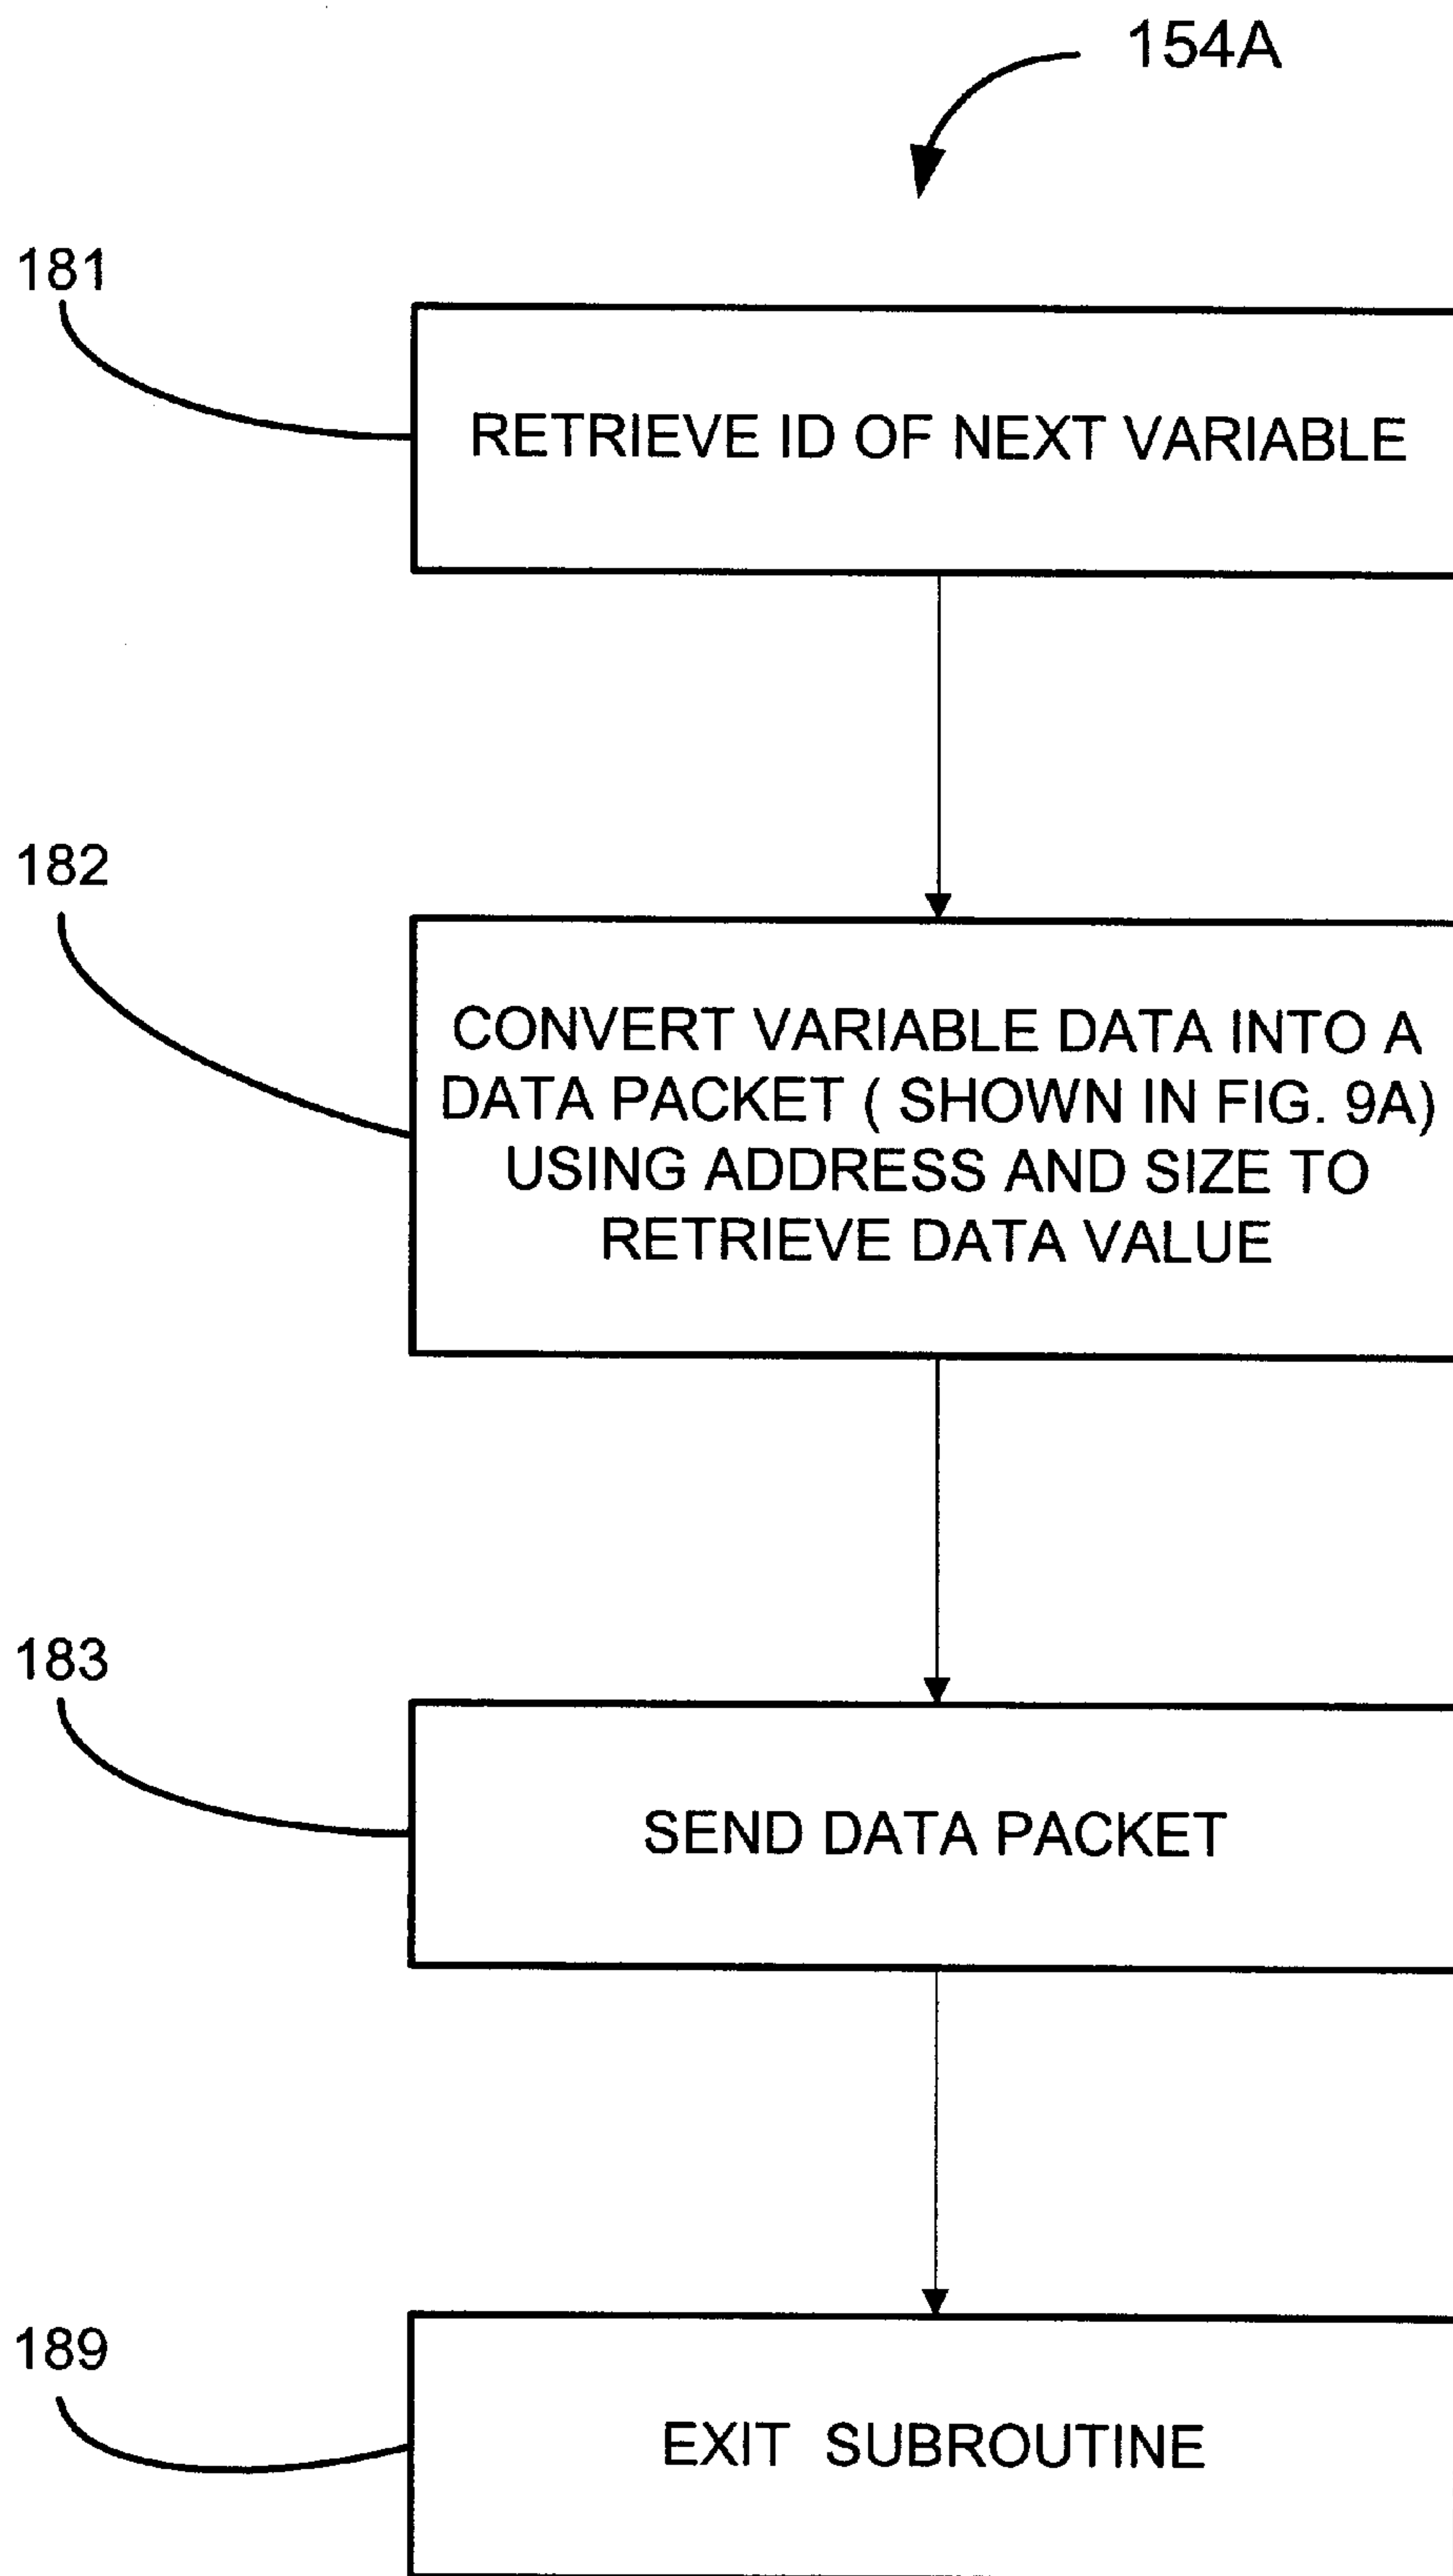 154A
181
RETRIEVE ID OF NEXT VARIABLE
182
CONVERT VARIABLE DATA INTO A
DATA PACKET ( SHOWN IN FIG. 9A)
USING ADDRESS AND SIZE TO
RETRIEVE DATA VALUE
183
SEND DATA PACKET
189
EXIT SUBROUTINE